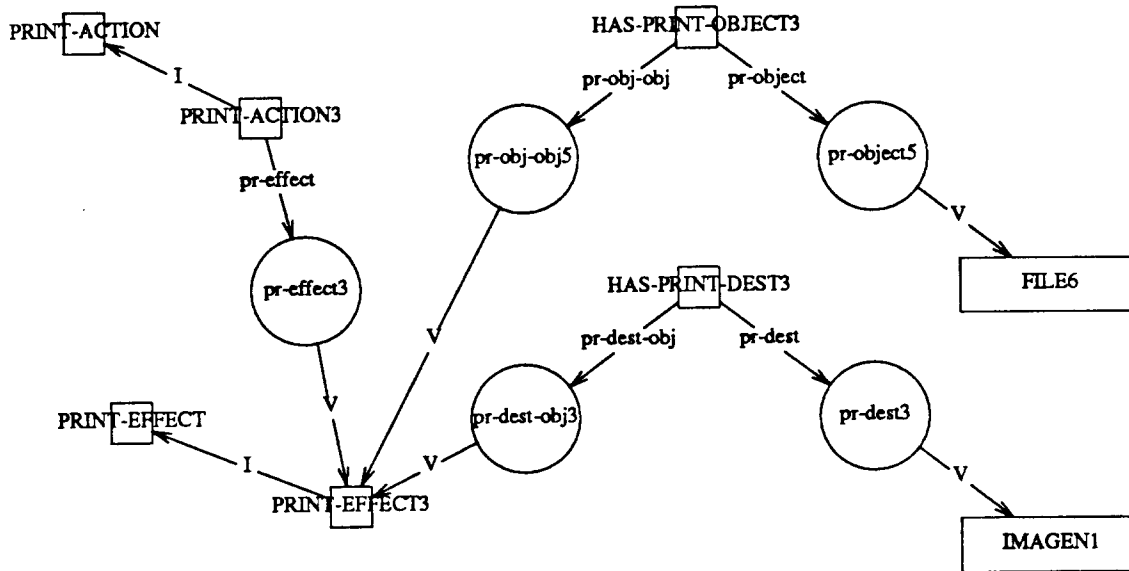 PRINT-ACTION
HAS-PRINT-OBJECT3
I
pr-obj-obj
pr-object
PRINT-ACTION3
pr-obj-obj5
pr-object5
pr-effect
V
pr-effect3
HAS-PRINT-DEST3
FILE6
V
pr-dest-obj
pr-dest
V
PRINT-EFFECT
pr-dest-obj3
pr-dest3
I
V
V
PRINT-EFFECT3
IMAGEN1